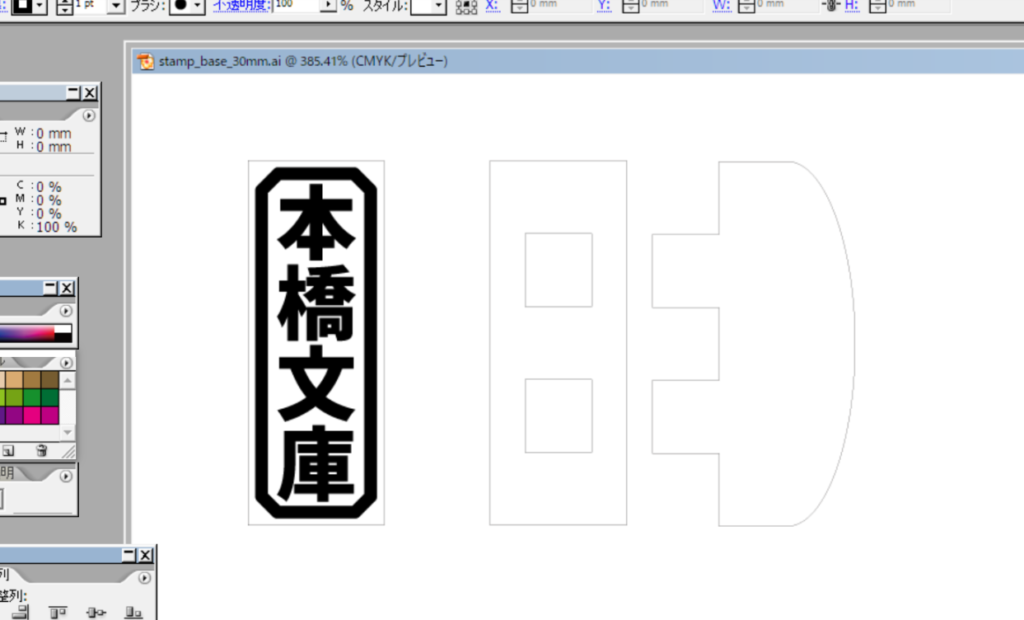 1 pt ブラシ: 不透明度: 100 % スタイル: X: 0 mm Y: 0 mm W: 0 mm H: 0 mm
stamp_base_30mm.ai @ 385.41% (CMYK/プレビュー)
W : 0 mm
H : 0 mm
C : 0 %
M : 0 %
Y : 0 %
K : 100 %
本
橋
文
庫
明
列
整列: